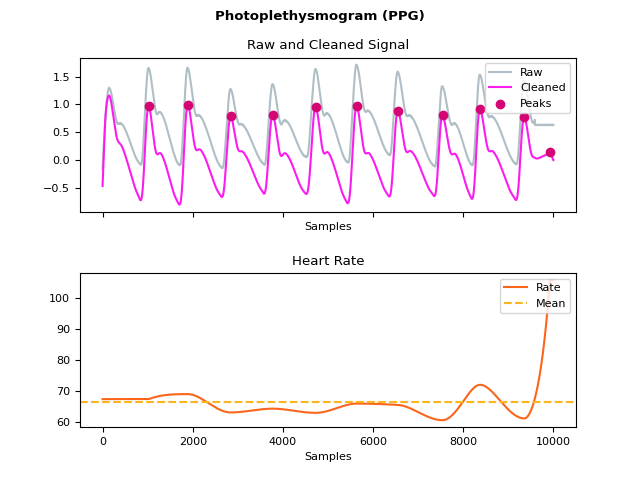 Photoplethysmogram (PPG)
Raw and Cleaned Signal
1.5
1.0
0.5
0.0
−0.5
Raw
Cleaned
Peaks
Samples
Heart Rate
100
90
80
70
60
Rate
Mean
0 2000 4000 6000 8000 10000
Samples